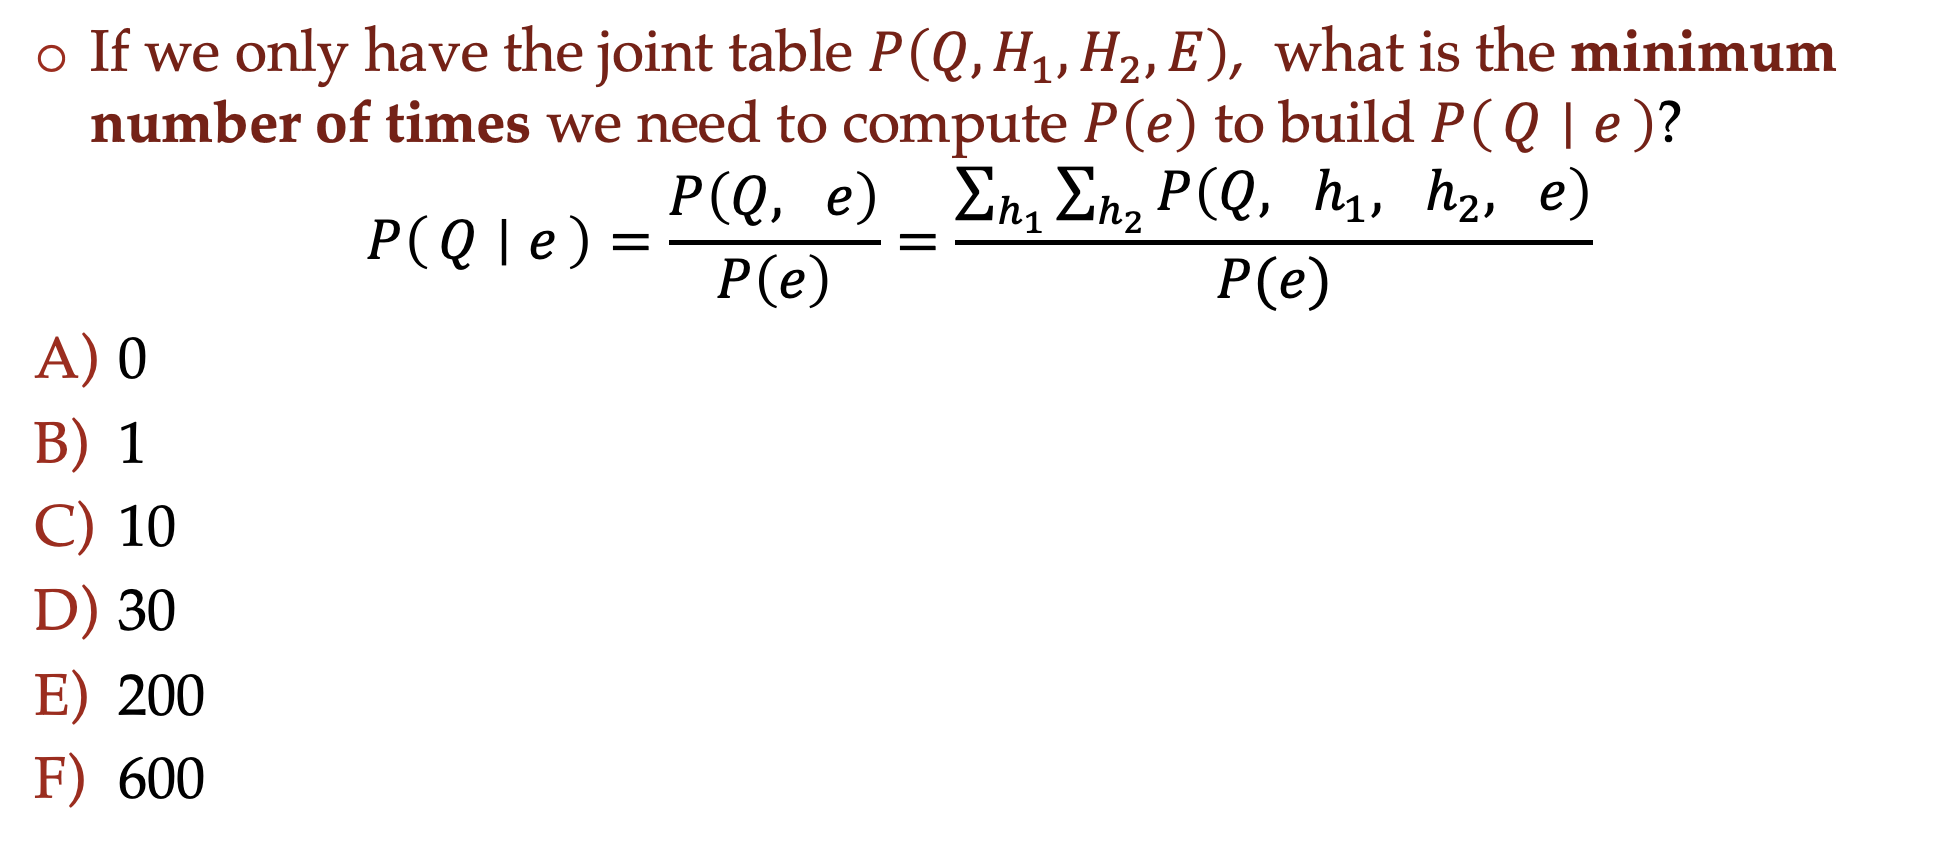 ○ If we only have the joint table P(Q, H₁, H₂, E), what is the minimum
number of times we need to compute P(e) to build P( Q | e )?
P( Q | e ) = P(Q, e) / P(e) = ∑h₁ ∑h₂ P(Q, h₁, h₂, e) / P(e)
A) 0
B) 1
C) 10
D) 30
E) 200
F) 600